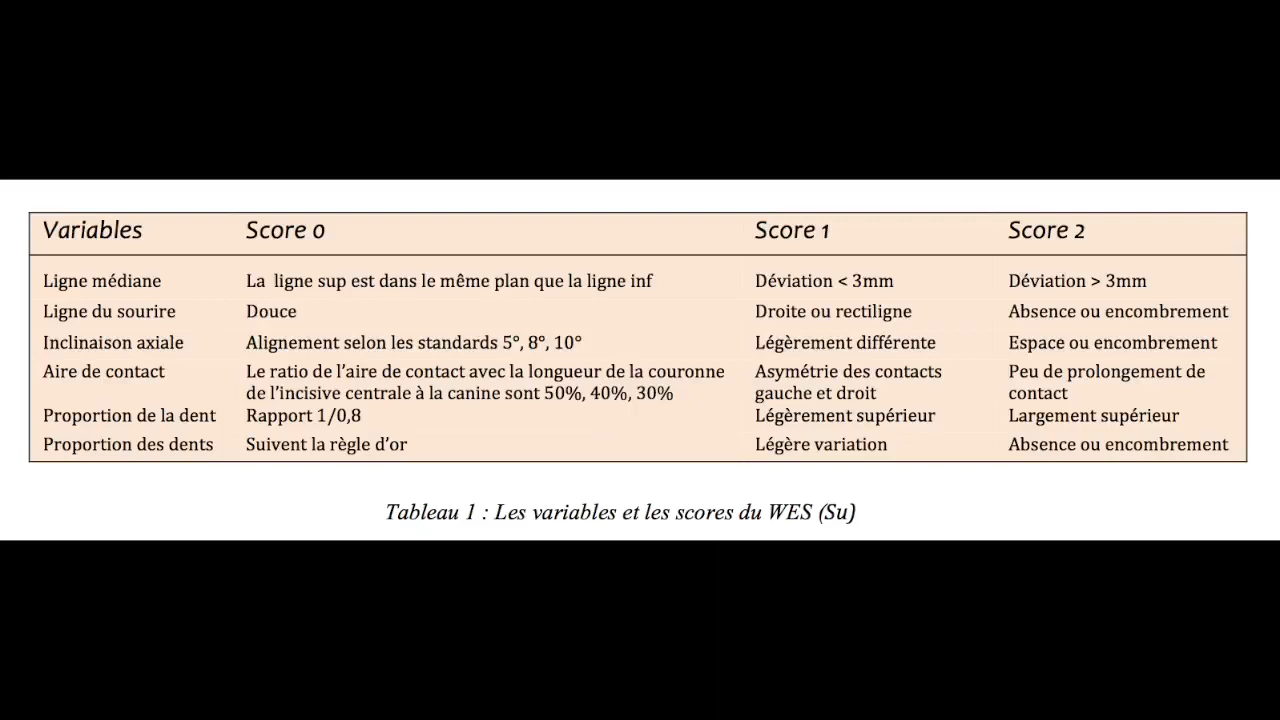 Variables Score 0 Score 1 Score 2
Ligne médiane La ligne sup est dans le même plan que la ligne inf Déviation < 3mm Déviation > 3mm
Ligne du sourire Douce Droite ou rectiligne Absence ou encombrement
Inclinaison axiale Alignement selon les standards 5°, 8°, 10° Légèrement différente Espace ou encombrement
Aire de contact Le ratio de l’aire de contact avec la longueur de la couronne Asymétrie des contacts Peu de prolongement de
de l’incisive centrale à la canine sont 50%, 40%, 30% gauche et droit contact
Proportion de la dent Rapport 1/0,8 Légèrement supérieur Largement supérieur
Proportion des dents Suivent la règle d’or Légère variation Absence ou encombrement
Tableau 1 : Les variables et les scores du WES (Su)